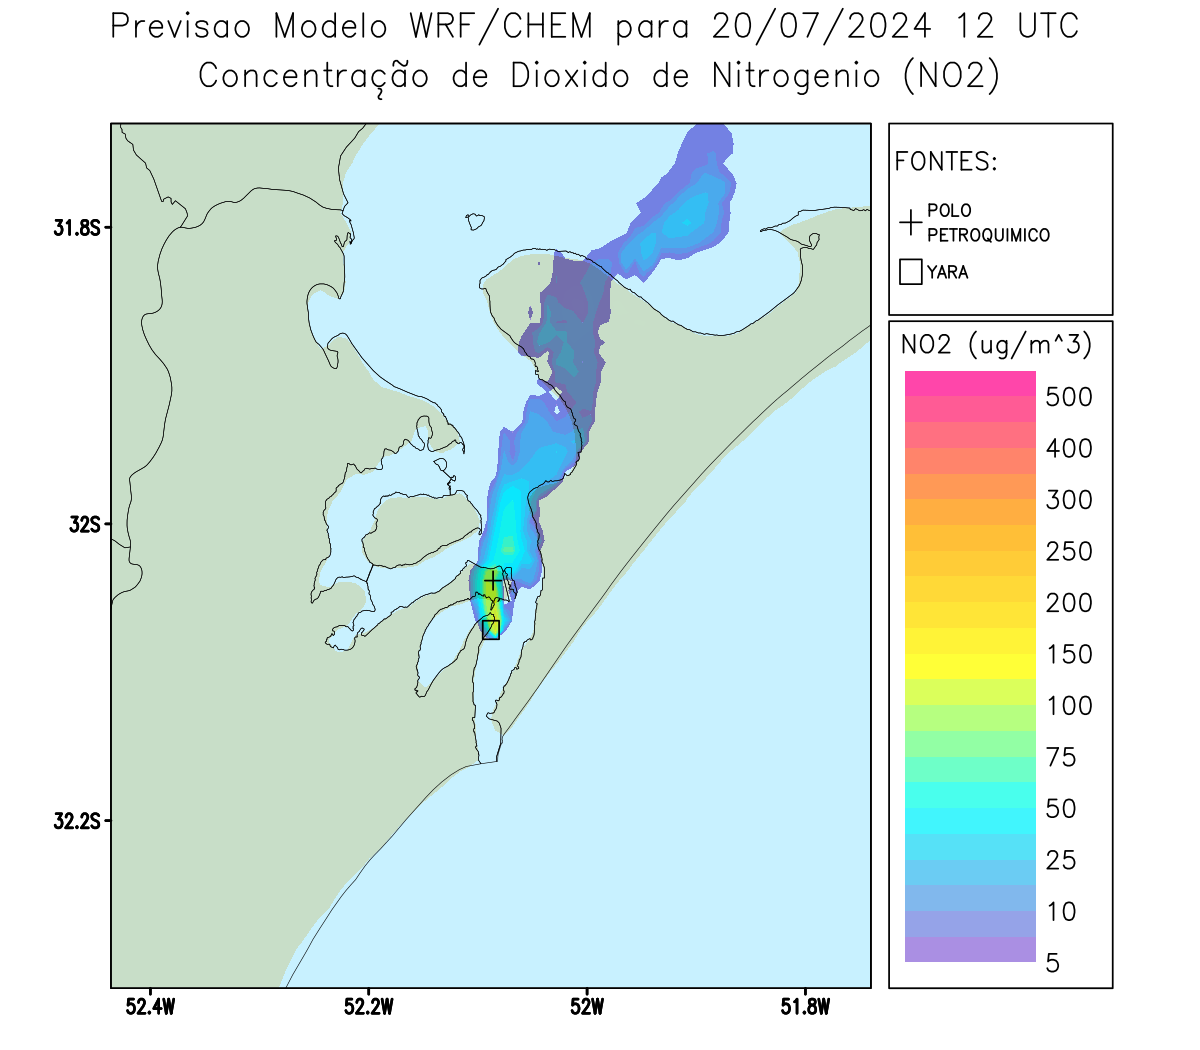 Previsao Modelo WRF/CHEM para 20/07/2024 12 UTC
Concentração de Dioxido de Nitrogenio (NO2)
FONTES:
POLO
PETROQUIMICO
YARA
NO2 (ug/m^3)
500
400
300
250
200
150
100
75
50
25
10
5
31.8S
32S
32.2S
52.4W
52.2W
52W
51.8W